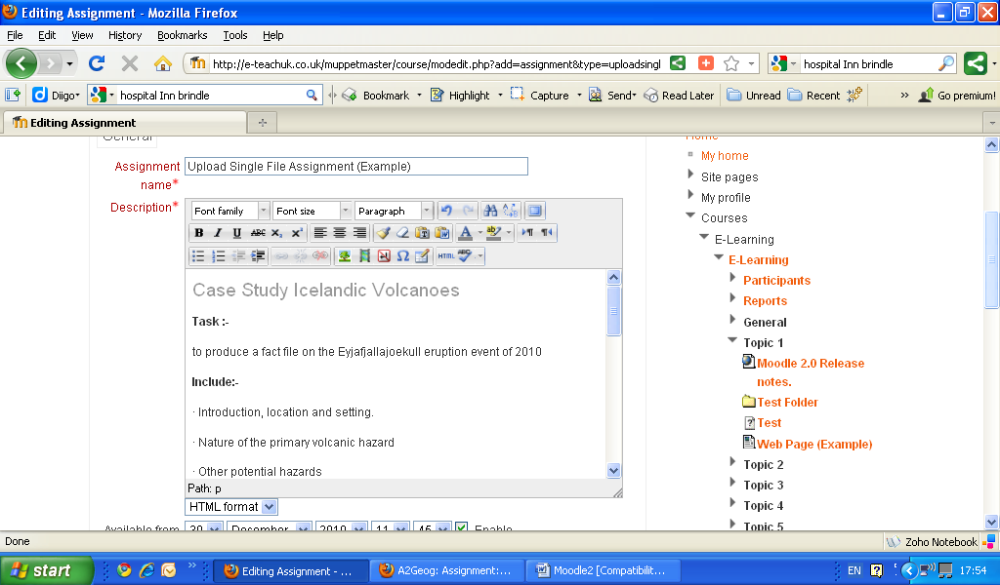 Editing Assignment - Mozilla Firefox
File Edit View History Bookmarks Tools Help
http://e-teachuk.co.uk/muppetmaster/course/modedit.php?add=assignment&type=uploadsingl
hospital Inn brindle
Diigo
hospital Inn brindle
Bookmark Highlight Capture Send Read Later Unread Recent » Go premium!
Editing Assignment
General
Assignment name*
Upload Single File Assignment (Example)
Description*
Font family Font size Paragraph
B I U ABC X₂ X²
HTML
Case Study Icelandic Volcanoes
Task :-
to produce a fact file on the Eyjafjallajoekull eruption event of 2010
Include:-
· Introduction, location and setting.
· Nature of the primary volcanic hazard
· Other potential hazards
Path: p
HTML format
Available from 30 December 2010 11 45 Enable
Home
My home
Site pages
My profile
Courses
E-Learning
E-Learning
Participants
Reports
General
Topic 1
Moodle 2.0 Release
notes.
Test Folder
Test
Web Page (Example)
Topic 2
Topic 3
Topic 4
Topic 5
Done
Zoho Notebook
start
Editing Assignment - ...
A2Geog: Assignment:...
Moodle2 [Compatibilit...
EN
17:54